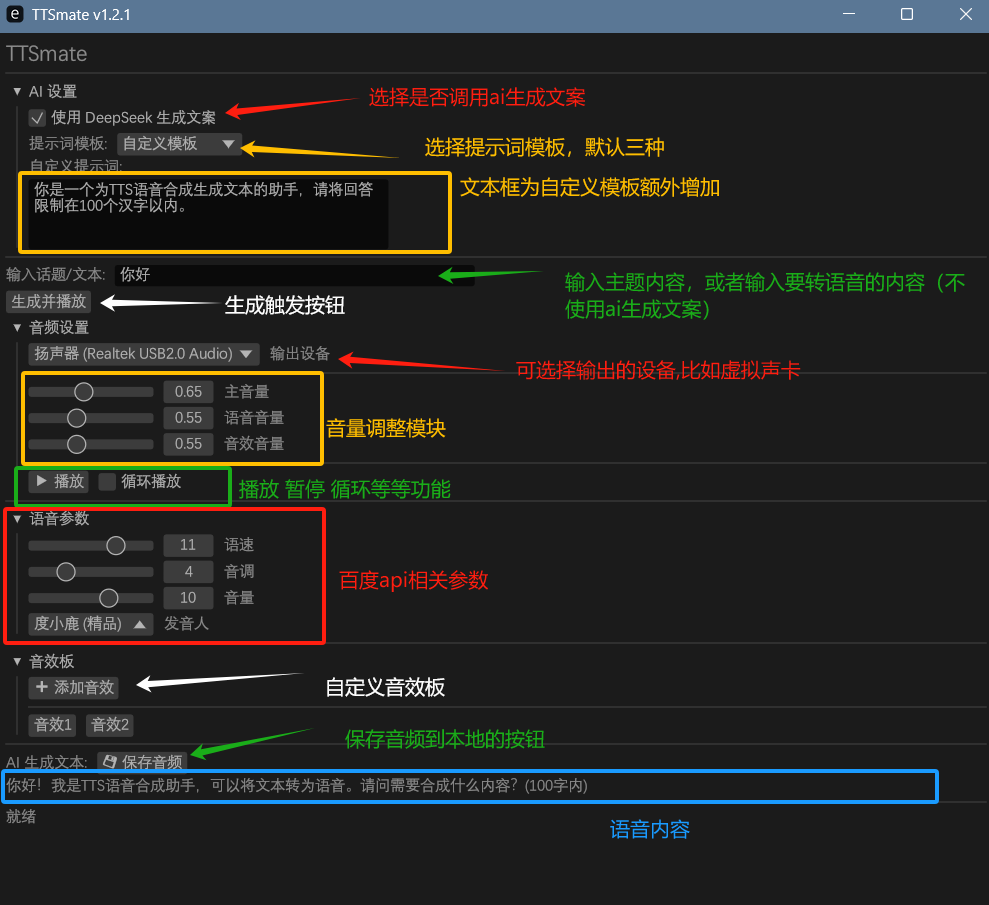 TTSmate v1.2.1
TTSmate
AI 设置
选择是否调用ai生成文案
使用 DeepSeek 生成文案
提示词模板: 自定义模板
选择提示词模板，默认三种
自定义提示词:
文本框为自定义模板额外增加
你是一个为TTS语音合成生成文本的助手，请将回答
限制在100个汉字以内。
输入话题/文本: 你好
输入主题内容，或者输入要转语音的内容（不
使用ai生成文案）
生成并播放
生成触发按钮
音频设置
扬声器 (Realtek USB2.0 Audio) 输出设备
可选择输出的设备,比如虚拟声卡
0.65 主音量
0.55 语音音量
音量调整模块
0.55 音效音量
播放 循环播放
播放 暂停 循环等等功能
语音参数
11 语速
4 音调
百度api相关参数
10 音量
度小鹿 (精品) 发音人
音效板
添加音效
自定义音效板
音效1 音效2
保存音频到本地的按钮
AI 生成文本: 保存音频
你好！我是TTS语音合成助手，可以将文本转为语音。请问需要合成什么内容？(100字内)
就绪
语音内容